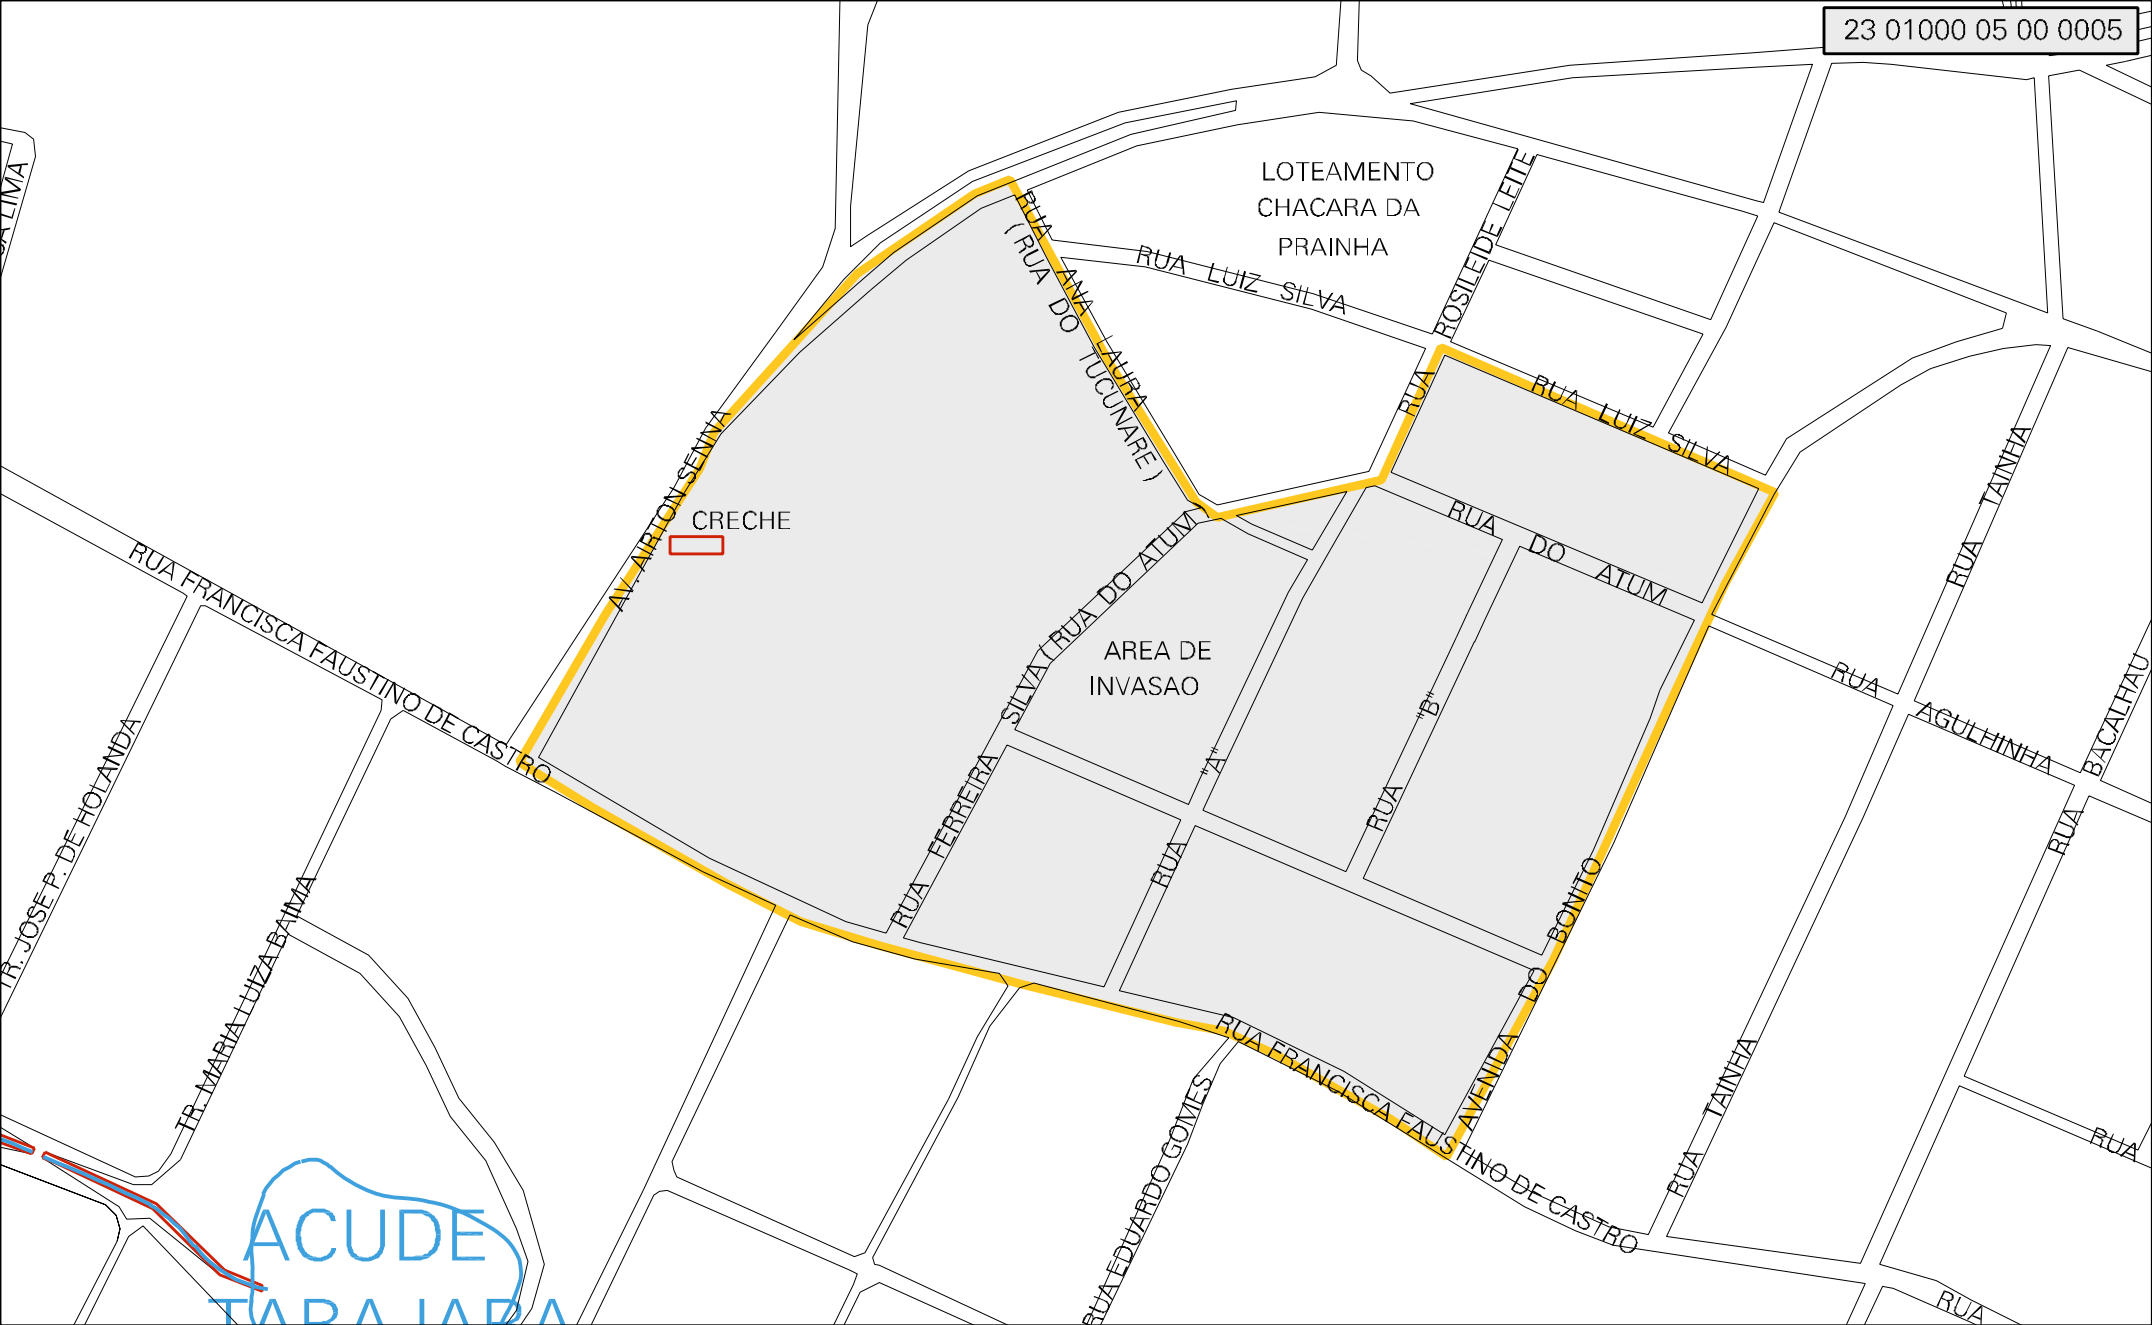 23 01000 05 00 0005
LOTEAMENTO
CHACARA DA
PRAINHA
RUA ROSILEIDE LEITE
RUA LUIZ SILVA
RUA ANA LAURA
( RUA DO TUCUNARE )
RUA LUIZ SILVA
RUA TAINHA
AV. AIRTON SENNA
CRECHE
RUA DO ATUM
RUA FRANCISCA FAUSTINO DE CASTRO
RUA FERREIRA SILVA ( RUA DO ATUM )
AREA DE
INVASAO
RUA "A"
RUA "B"
RUA AGULHINHA
RUA BACALHAU
TR. JOSE P. DE HOLANDA
TR. MARIA LUIZA BAIMA
AVENIDA DO BONITO
RUA FRANCISCA FAUSTINO DE CASTRO
RUA TAINHA
RUA EDUARDO GOMES
RUA
RUA
ACUDE
LIMA